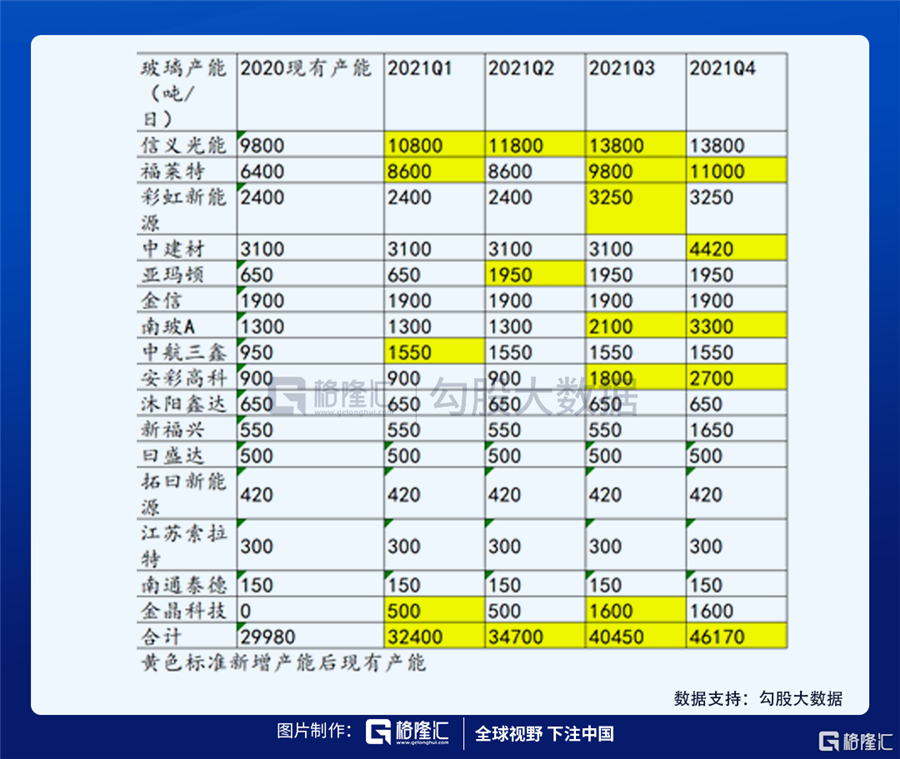 玻璃产能 2020现有产能 2021Q1 2021Q2 2021Q3 2021Q4
（吨/
日）
信义光能 9800 10800 11800 13800 13800
福莱特 6400 8600 8600 9800 11000
彩虹新能 2400 2400 2400 3250 3250
源
中建材 3100 3100 3100 3100 4420
亚玛顿 650 650 1950 1950 1950
金信 1900 1900 1900 1900 1900
南玻A 1300 1300 1300 2100 3300
中航三鑫 950 1550 1550 1550 1550
安彩高科 900 900 900 1800 2700
沐阳鑫达 650 650 650 650 650
新福兴 550 550 550 550 1650
日盛达 500 500 500 500 500
拓日新能 420 420 420 420 420
源
江苏索拉 300 300 300 300 300
特
南通泰德 150 150 150 150 150
金晶科技 0 500 500 1600 1600
合计 29980 32400 34700 40450 46170
黄色标准新增产能后现有产能
格隆汇 勾股大数据
www.gelonghui.com
数据支持：勾股大数据
图片制作： 格隆汇 全球视野 下注中国
www.gelonghui.com
格隆汇